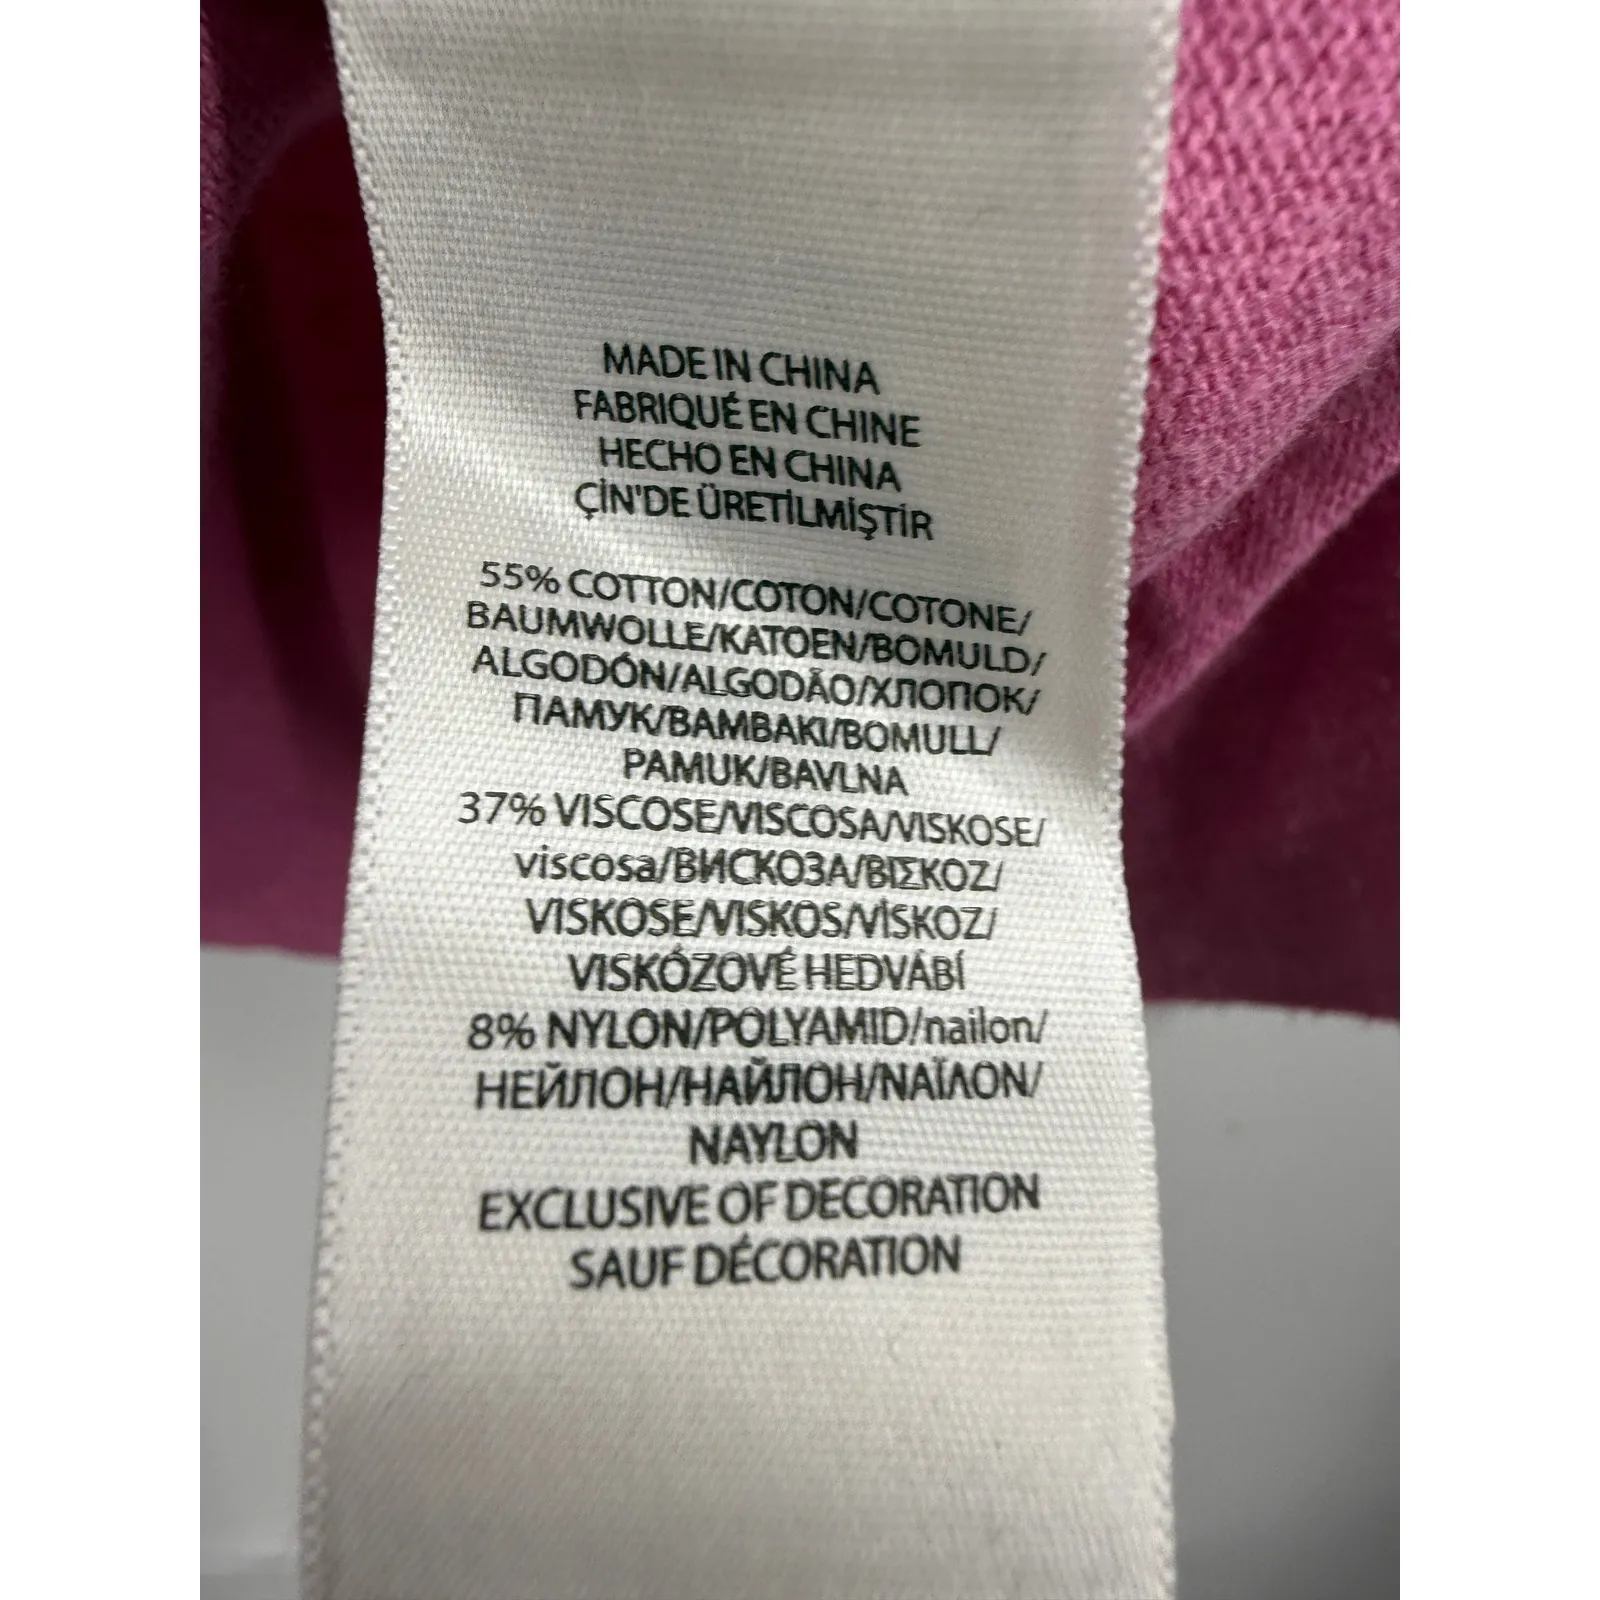 MADE IN CHINA
FABRIQUÉ EN CHINE
HECHO EN CHINA
ÇİN'DE ÜRETİLMİŞTİR
55% COTTON/COTON/COTONE/
BAUMWOLLE/KATOEN/BOMULD/
ALGODÓN/ALGODÃO/ХЛОПОК/
ПАМУК/ΒΑΜΒΑΚΙ/BOMULL/
PAMUK/BAVLNA
37% VISCOSE/VISCOSA/VISKOSE/
viscosa/ВИСКОЗА/ΒΙΣΚΟΖ/
VISKOSE/VISKOS/VİSKOZ/
VISKÓZOVÉ HEDVÁBÍ
8% NYLON/POLYAMID/nailon/
НЕЙЛОН/НАЙЛОН/ΝΑΪΛΟΝ/
NAYLON
EXCLUSIVE OF DECORATION
SAUF DÉCORATION